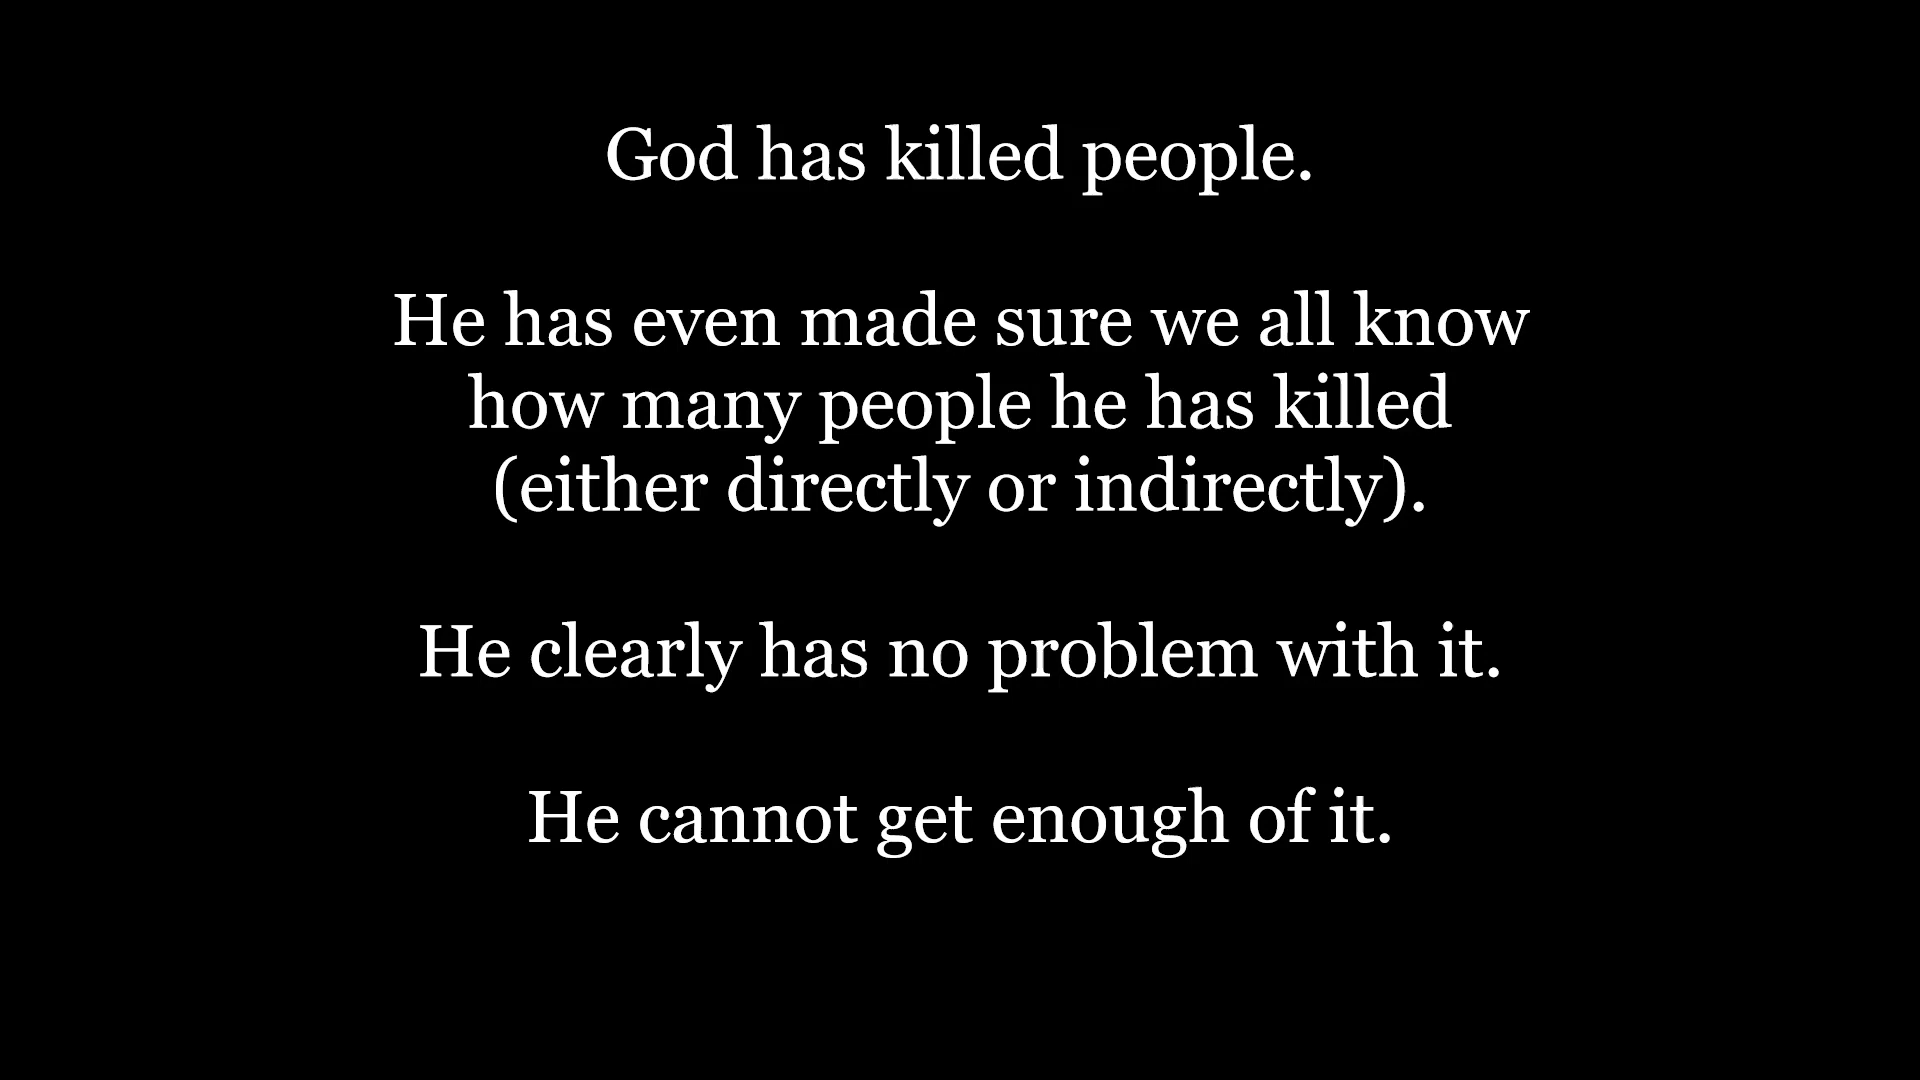 God has killed people.
He has even made sure we all know
how many people he has killed
(either directly or indirectly).
He clearly has no problem with it.
He cannot get enough of it.